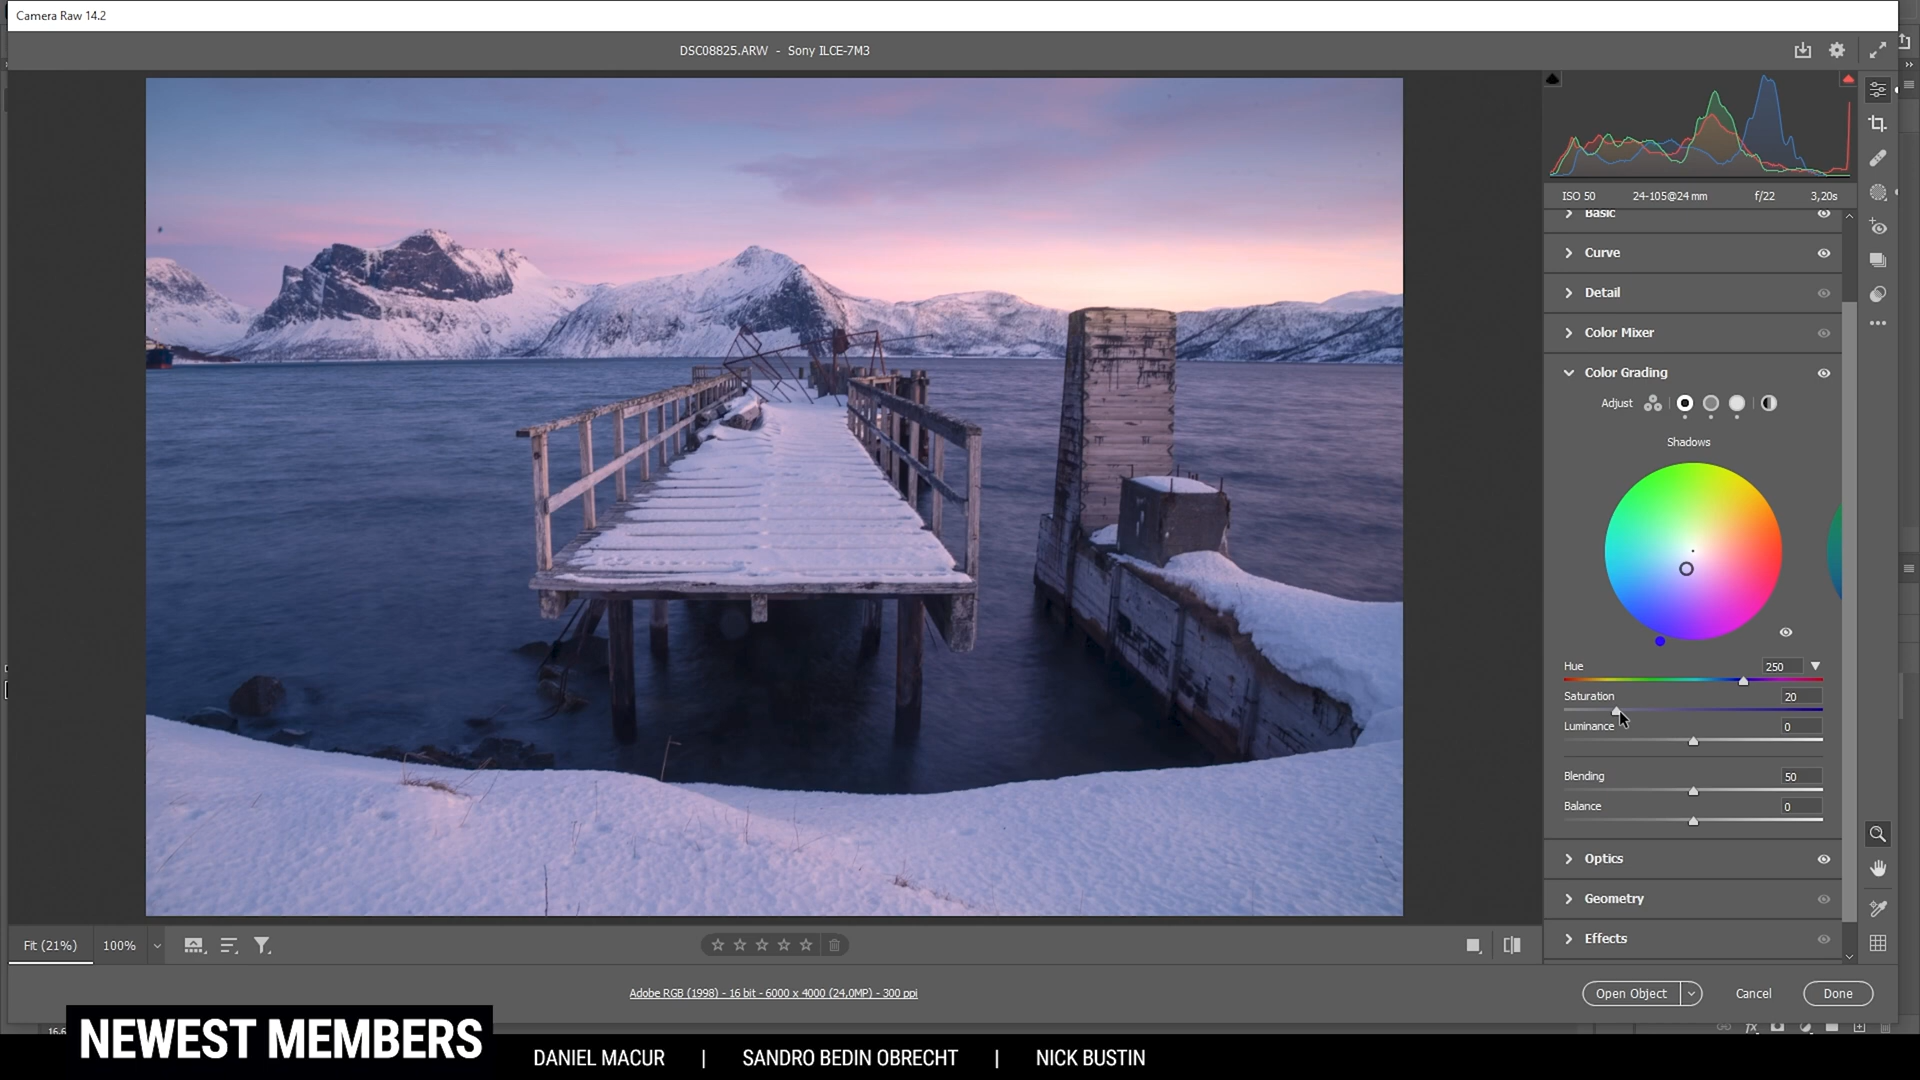 Camera Raw 14.2
DSC08825.ARW - Sony ILCE-7M3
ISO 50 24-105@24 mm f/22 3,20s
Basic
Curve
Detail
Color Mixer
Color Grading
Adjust
Shadows
Hue 250
Saturation 20
Luminance 0
Blending 50
Balance 0
Optics
Geometry
Effects
Fit (21%) 100%
Adobe RGB (1998) - 16 bit - 6000 x 4000 (24,0MP) - 300 ppi
Open Object Cancel Done
fx
NEWEST MEMBERS
DANIEL MACUR | SANDRO BEDIN OBRECHT | NICK BUSTIN